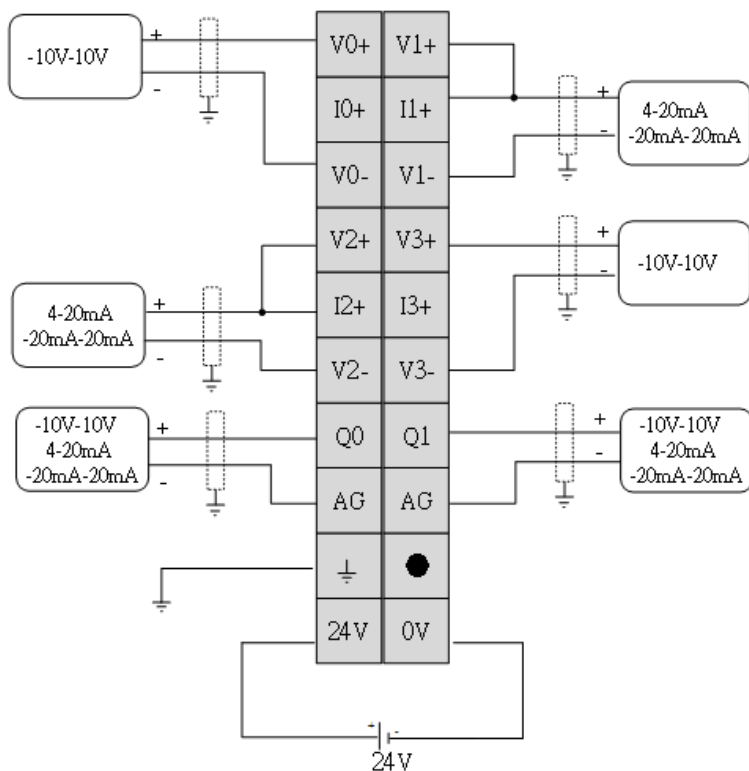 -10V-10V
+
-
V0+ V1+
I0+ I1+
V0- V1-
+
-
4-20mA
-20mA-20mA
V2+ V3+
+
-
-10V-10V
4-20mA
-20mA-20mA
+
-
I2+ I3+
V2- V3-
-10V-10V
4-20mA
-20mA-20mA
+
-
Q0 Q1
+
-
-10V-10V
4-20mA
-20mA-20mA
AG AG
24V 0V
+ -
24V